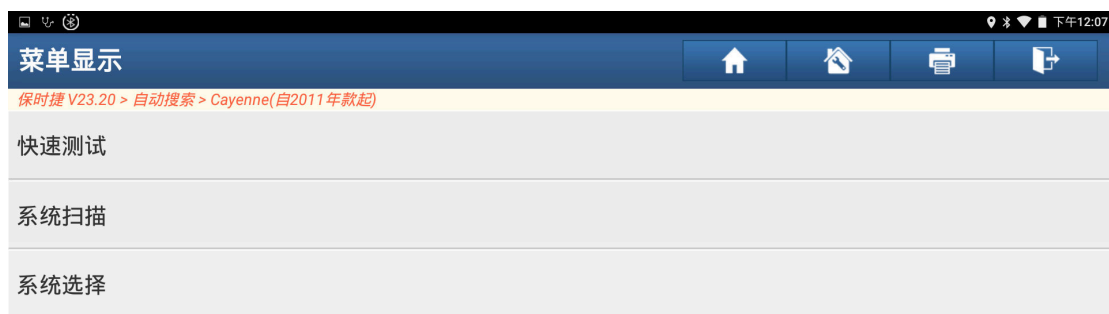 下午12:07
菜单显示
保时捷 V23.20 > 自动搜索 > Cayenne(自2011年款起)
快速测试
系统扫描
系统选择